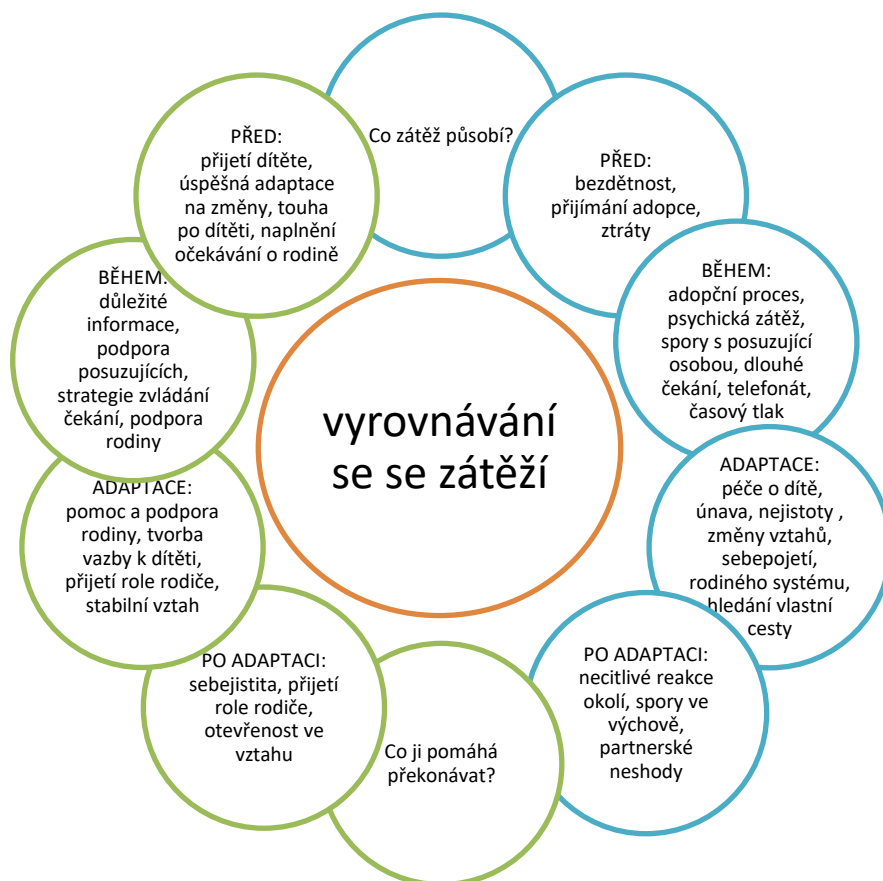 Co zátěž působí?
PŘED:
bezdětnost,
přijímání adopce,
ztráty
BĚHEM:
adopční proces,
psychická zátěž,
spory s posuzující
osobou, dlouhé
čekání, telefonát,
časový tlak
ADAPTACE:
péče o dítě,
únava, nejistoty ,
změny vztahů,
sebepojetí,
rodiného systému,
hledání vlastní
cesty
PO ADAPTACI:
necitlivé reakce
okolí, spory ve
výchově,
partnerské
neshody
Co ji pomáhá
překonávat?
PO ADAPTACI:
sebejistita, přijetí
role rodiče,
otevřenost ve
vztahu
ADAPTACE:
pomoc a podpora
rodiny, tvorba
vazby k dítěti,
přijetí role rodiče,
stabilní vztah
BĚHEM:
důležité
informace,
podpora
posuzujících,
strategie zvládání
čekání, podpora
rodiny
PŘED:
přijetí dítěte,
úspěšná adaptace
na změny, touha
po dítěti, naplnění
očekávání o rodině
vyrovnávání
se se zátěží